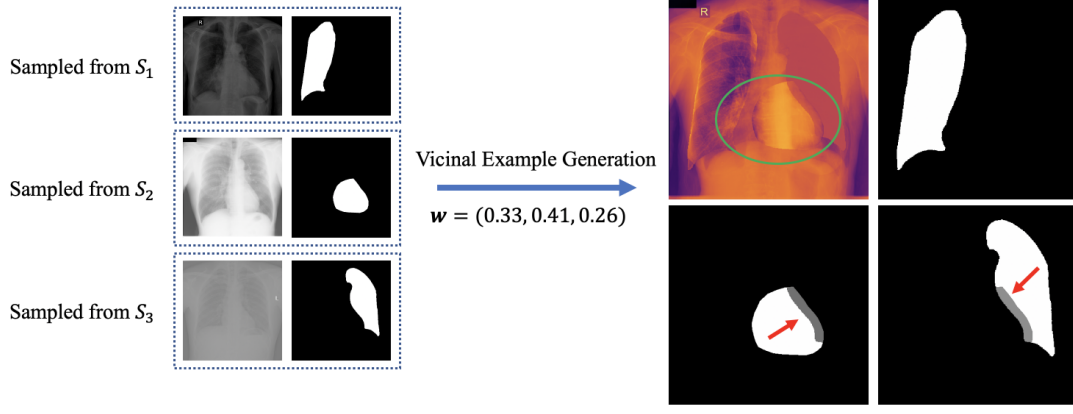 R
Sampled from S₁
Sampled from S₂
Sampled from S₃
Vicinal Example Generation
w = (0.33, 0.41, 0.26)
R